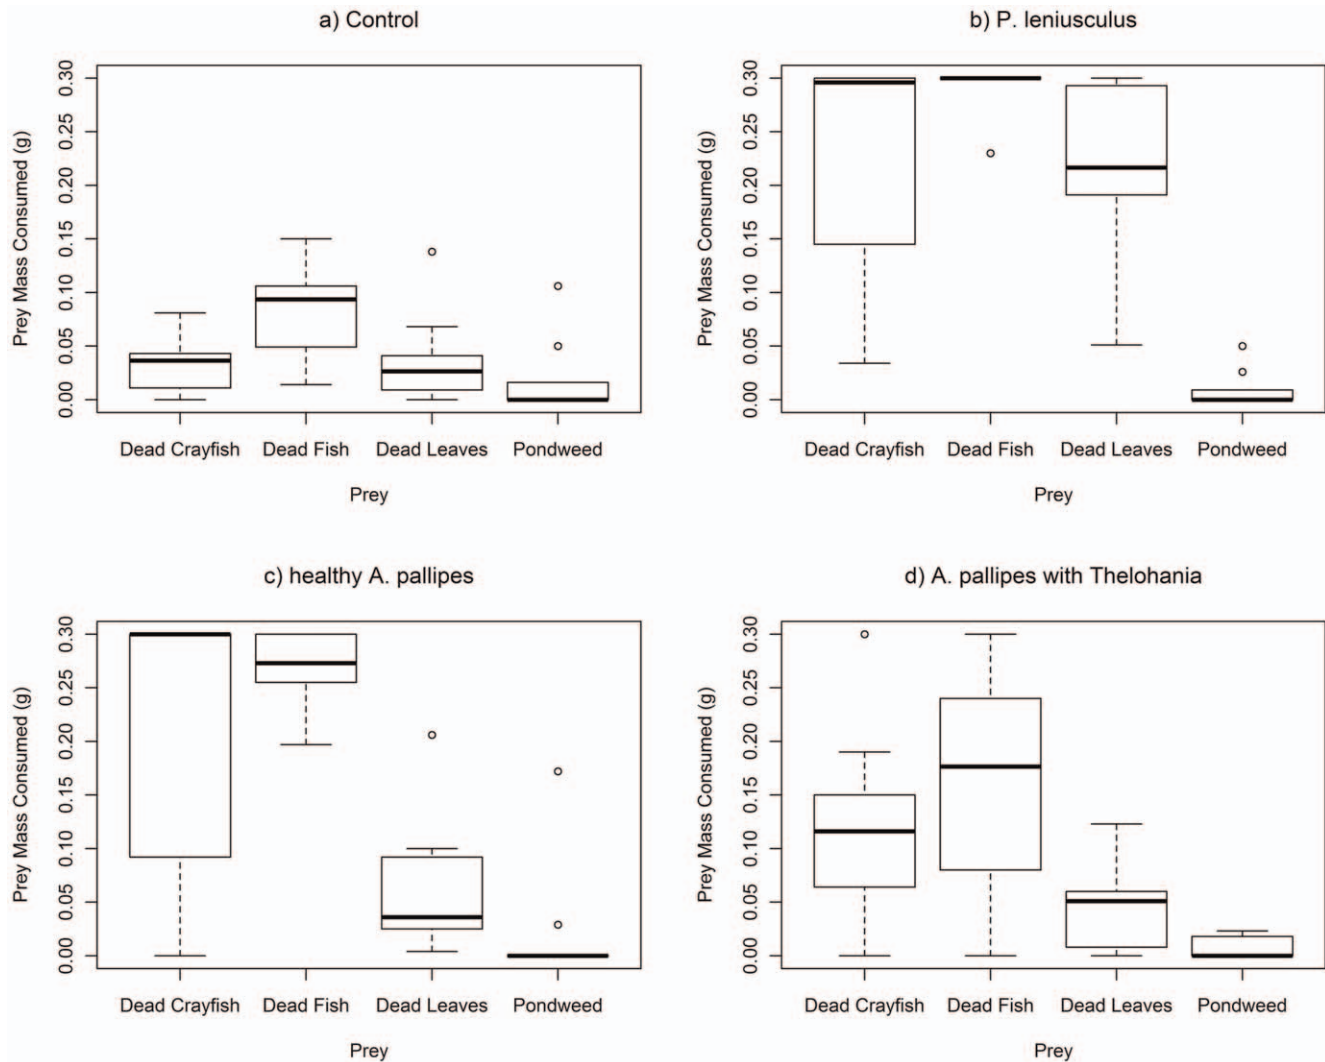 a) Control
Prey Mass Consumed (g)
0.30
0.25
0.20
0.15
0.10
0.05
0.00
Dead Crayfish Dead Fish Dead Leaves Pondweed
Prey
b) P. leniusculus
Prey Mass Consumed (g)
0.30
0.25
0.20
0.15
0.10
0.05
0.00
Dead Crayfish Dead Fish Dead Leaves Pondweed
Prey
c) healthy A. pallipes
Prey Mass Consumed (g)
0.30
0.25
0.20
0.15
0.10
0.05
0.00
Dead Crayfish Dead Fish Dead Leaves Pondweed
Prey
d) A. pallipes with Thelohania
Prey Mass Consumed (g)
0.30
0.25
0.20
0.15
0.10
0.05
0.00
Dead Crayfish Dead Fish Dead Leaves Pondweed
Prey